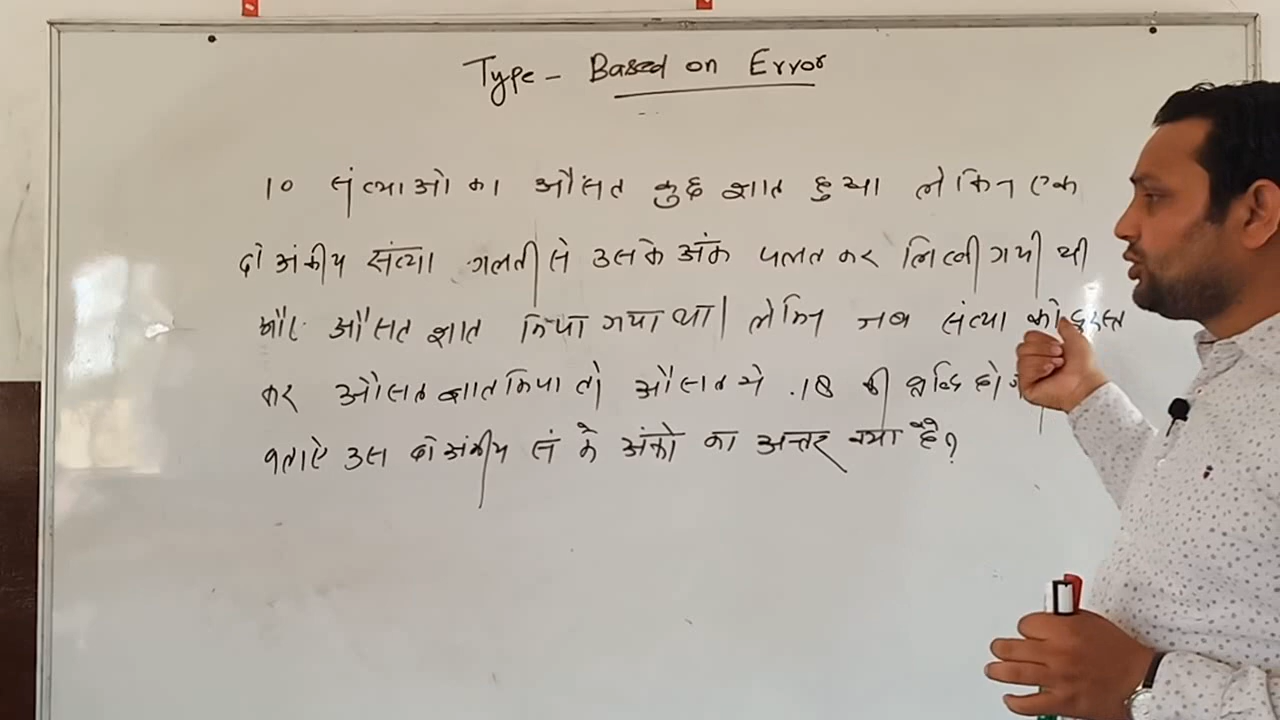 Type - Based on Error
10 संख्याओ का औसत कुछ ज्ञात हुया लेकिन एक
दो अंकीय संख्या गलती से उसके अंक पलत कर लिखी गयी थी
और औसत ज्ञात किया गया था। लेकिन जब संख्या को दुरुस्त
कर औसत ज्ञात किया तो औसत मे .18 की वृद्धि हो
बताऐ उस दो अंकीय सं के अंको का अन्तर क्या है?